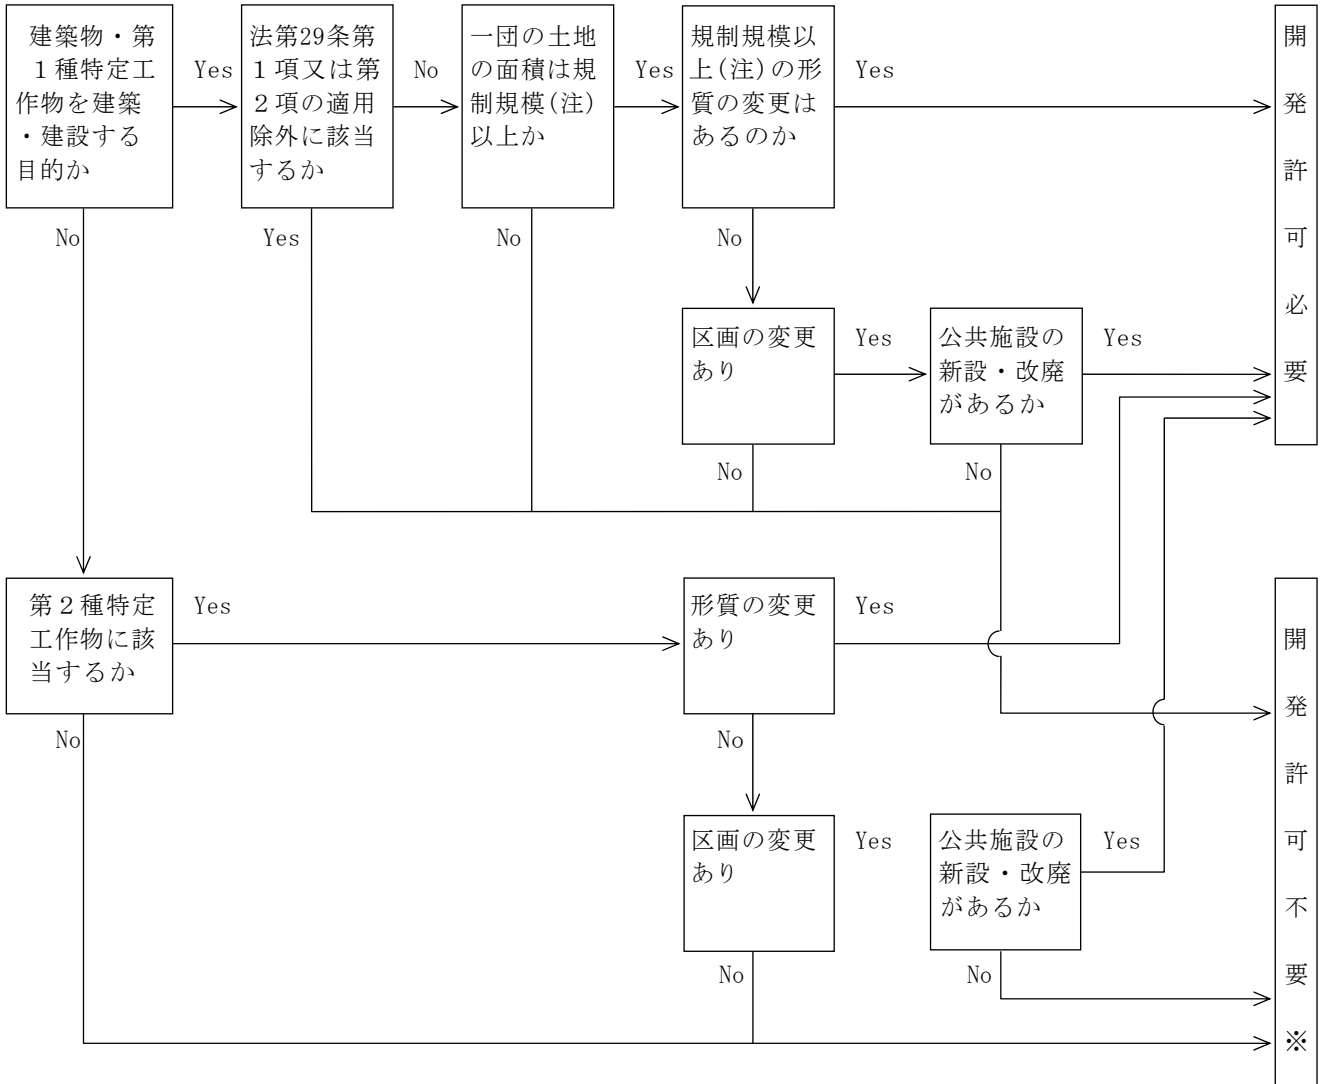 建築物・第
１種特定工
作物を建築
・建設する
目的か
Yes
法第29条第
１項又は第
２項の適用
除外に該当
するか
No
一団の土地
の面積は規
制規模(注)
以上か
Yes
規制規模以
上(注)の形
質の変更は
あるのか
Yes
開発許可必要
No
Yes
No
No
区画の変更
あり
Yes
公共施設の
新設・改廃
があるか
Yes
No
No
第２種特定
工作物に該
当するか
Yes
形質の変更
あり
Yes
開発許可不要※
No
No
区画の変更
あり
Yes
公共施設の
新設・改廃
があるか
Yes
No
No